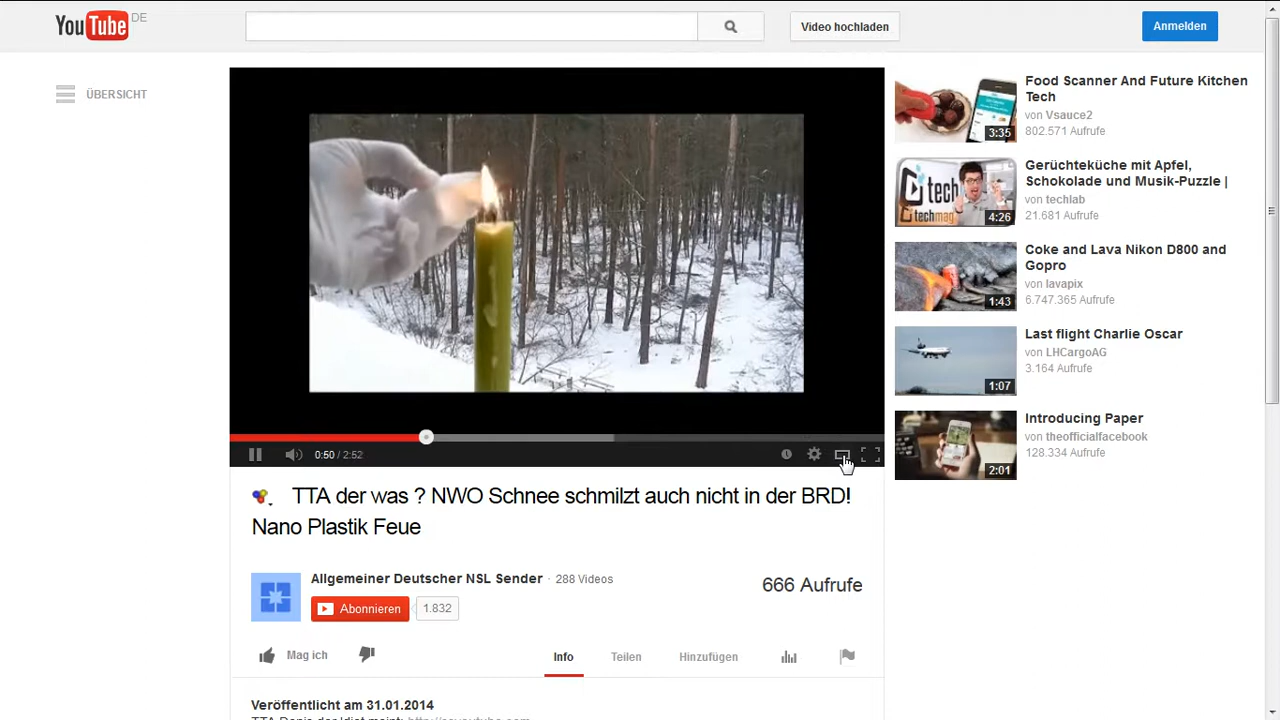 YouTube DE
Video hochladen
Anmelden
ÜBERSICHT
0:50 / 2:52
TTA der was ? NWO Schnee schmilzt auch nicht in der BRD!
Nano Plastik Feue
Allgemeiner Deutscher NSL Sender · 288 Videos
Abonnieren 1.832
666 Aufrufe
Mag ich
Info Teilen Hinzufügen
Veröffentlicht am 31.01.2014
Food Scanner And Future Kitchen
Tech
von Vsauce2
802.571 Aufrufe
3:35
Gerüchteküche mit Apfel,
Schokolade und Musik-Puzzle |
von techlab
21.681 Aufrufe
tech
techmag
4:26
Coke and Lava Nikon D800 and
Gopro
von lavapix
6.747.365 Aufrufe
1:43
Last flight Charlie Oscar
von LHCargoAG
3.164 Aufrufe
1:07
Introducing Paper
von theofficialfacebook
128.334 Aufrufe
2:01